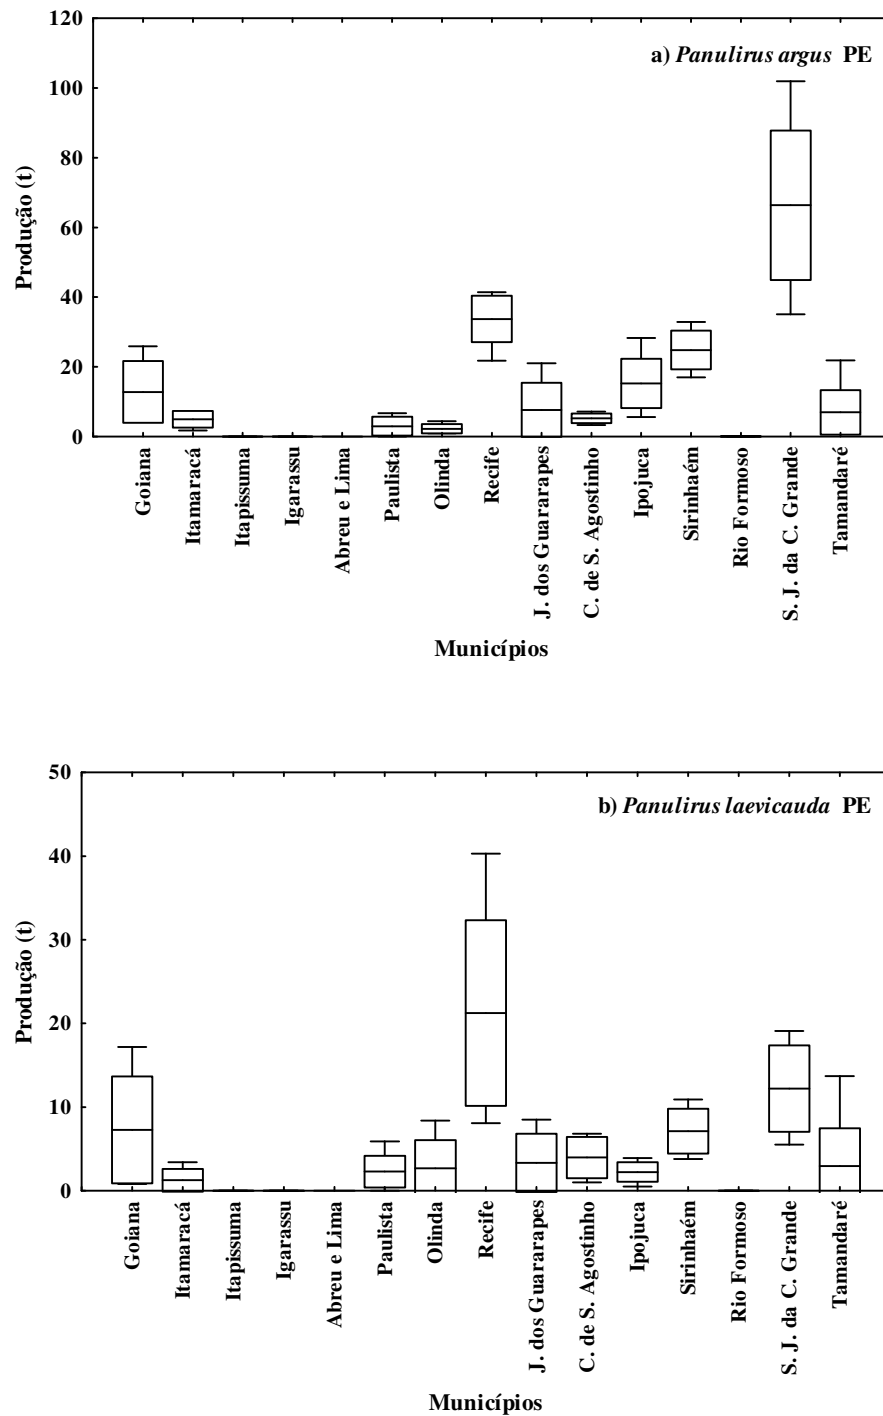 120
a) Panulirus argus PE
100
80
60
40
20
0
Produção (t)
Goiana
Itamaracá
Itapissuma
Igarassu
Abreu e Lima
Paulista
Olinda
Recife
J. dos Guararapes
C. de S. Agostinho
Ipojuca
Sirinhaém
Rio Formoso
S. J. da C. Grande
Tamandaré
Municípios
50
b) Panulirus laevicauda PE
40
30
20
10
0
Produção (t)
Goiana
Itamaracá
Itapissuma
Igarassu
Abreu e Lima
Paulista
Olinda
Recife
J. dos Guararapes
C. de S. Agostinho
Ipojuca
Sirinhaém
Rio Formoso
S. J. da C. Grande
Tamandaré
Municípios